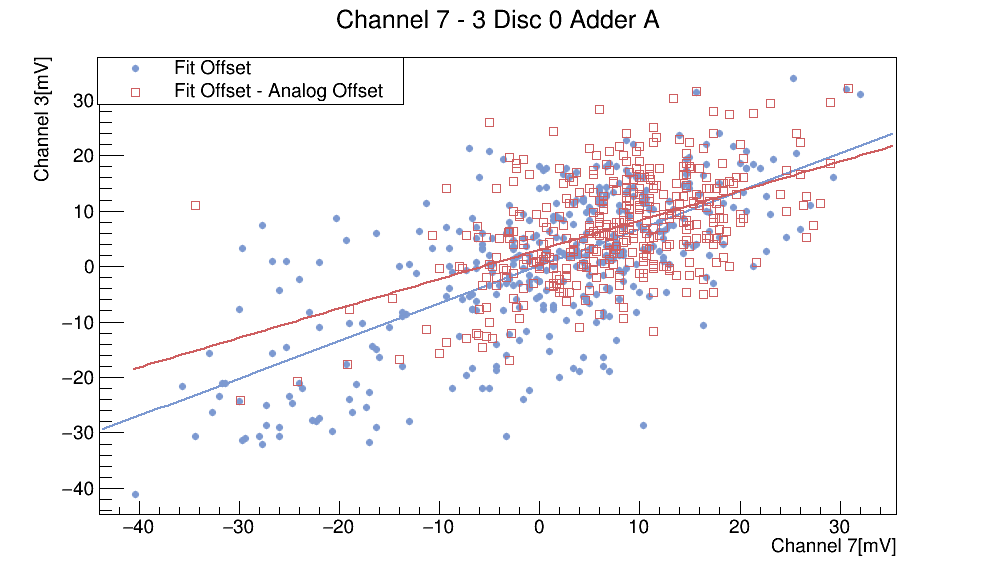 Channel 7 - 3 Disc 0 Adder A
Channel 3[mV]
Fit Offset
Fit Offset - Analog Offset
30
20
10
0
−10
−20
−30
−40
−40 −30 −20 −10 0 10 20 30
Channel 7[mV]